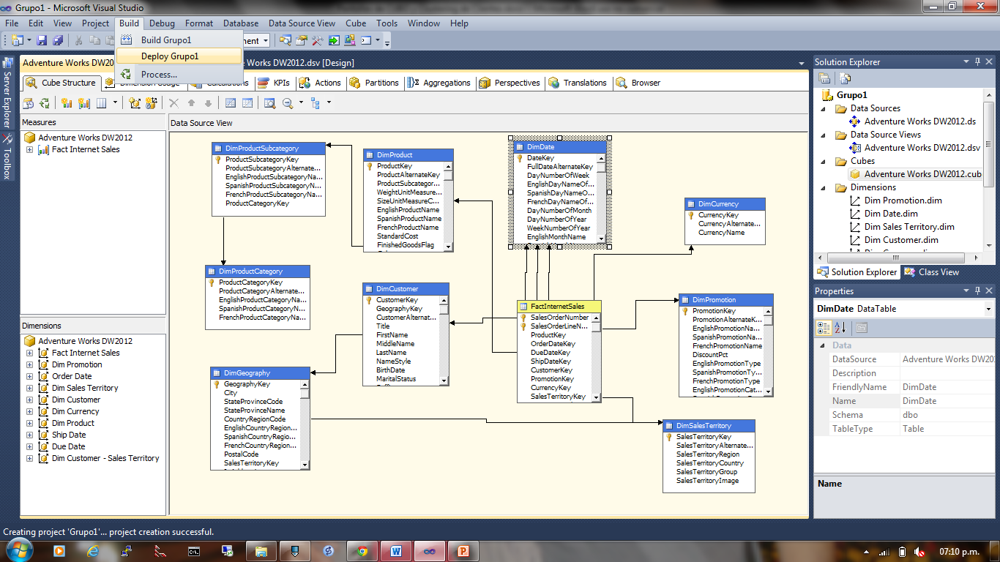 Grupo1 - Microsoft Visual Studio
File Edit View Project Build Debug Format Database Data Source View Cube Tools Window Help
Build Grupo1
Deploy Grupo1
Process...
Adventure Works DW20
Works DW2012.dsv [Design]
Cube Structure
KPIs Actions Partitions Aggregations Perspectives Translations Browser
Server Explorer
Toolbox
Measures
Adventure Works DW2012
Fact Internet Sales
Dimensions
Adventure Works DW2012
Fact Internet Sales
Dim Promotion
Order Date
Dim Sales Territory
Dim Customer
Dim Currency
Dim Product
Ship Date
Due Date
Dim Customer - Sales Territory
Data Source View
DimProductSubcategory
ProductSubcategoryKey
ProductSubcategoryAlternate...
EnglishProductSubcategoryNa...
SpanishProductSubcategoryN...
FrenchProductSubcategoryNa...
ProductCategoryKey
DimProduct
ProductKey
ProductAlternateKey
ProductSubcategor...
WeightUnitMeasure...
SizeUnitMeasureC...
EnglishProductName
SpanishProductName
FrenchProductName
StandardCost
FinishedGoodsFlag
DimDate
DateKey
FullDateAlternateKey
DayNumberOfWeek
EnglishDayNameOf...
SpanishDayNameO...
FrenchDayNameOf...
DayNumberOfMonth
DayNumberOfYear
WeekNumberOfYear
EnglishMonthName
DimCurrency
CurrencyKey
CurrencyAlternate...
CurrencyName
DimProductCategory
ProductCategoryKey
ProductCategoryAlternate...
EnglishProductCategoryNa...
SpanishProductCategoryN...
FrenchProductCategoryNa...
DimCustomer
CustomerKey
GeographyKey
CustomerAlternat...
Title
FirstName
MiddleName
LastName
NameStyle
BirthDate
MaritalStatus
FactInternetSales
SalesOrderNumber
SalesOrderLineN...
ProductKey
OrderDateKey
DueDateKey
ShipDateKey
CustomerKey
PromotionKey
CurrencyKey
SalesTerritoryKey
DimPromotion
PromotionKey
PromotionAlternateK...
EnglishPromotionNa...
SpanishPromotionNa...
FrenchPromotionName
DiscountPct
EnglishPromotionType
SpanishPromotionTy...
FrenchPromotionType
EnglishPromotionCat...
DimGeography
GeographyKey
City
StateProvinceCode
StateProvinceName
CountryRegionCode
EnglishCountryRegion...
SpanishCountryRegio...
FrenchCountryRegion...
PostalCode
SalesTerritoryKey
DimSalesTerritory
SalesTerritoryKey
SalesTerritoryAlternate...
SalesTerritoryRegion
SalesTerritoryCountry
SalesTerritoryGroup
SalesTerritoryImage
Solution Explorer
Grupo1
Data Sources
Adventure Works DW2012.ds
Data Source Views
Adventure Works DW2012.dsv
Cubes
Adventure Works DW2012.cub
Dimensions
Dim Promotion.dim
Dim Date.dim
Dim Sales Territory.dim
Dim Customer.dim
Solution Explorer Class View
Properties
DimDate DataTable
Data
DataSource Adventure Works DW20
Description
FriendlyName DimDate
Name DimDate
Schema dbo
TableType Table
Name
Creating project 'Grupo1'... project creation successful.
07:10 p.m.